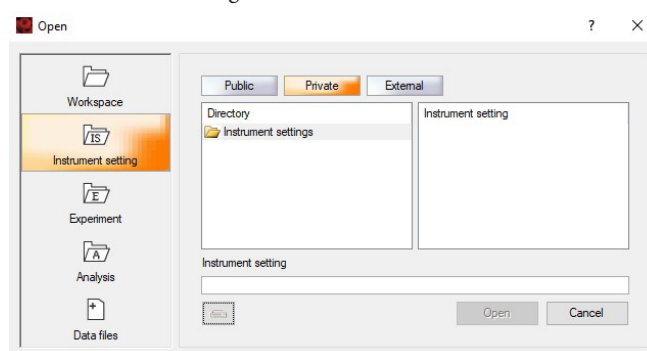 Open
?
Workspace
IS
Instrument setting
E
Experiment
A
Analysis
Data files
Public
Private
External
Directory
Instrument settings
Instrument setting
Instrument setting
Open
Cancel